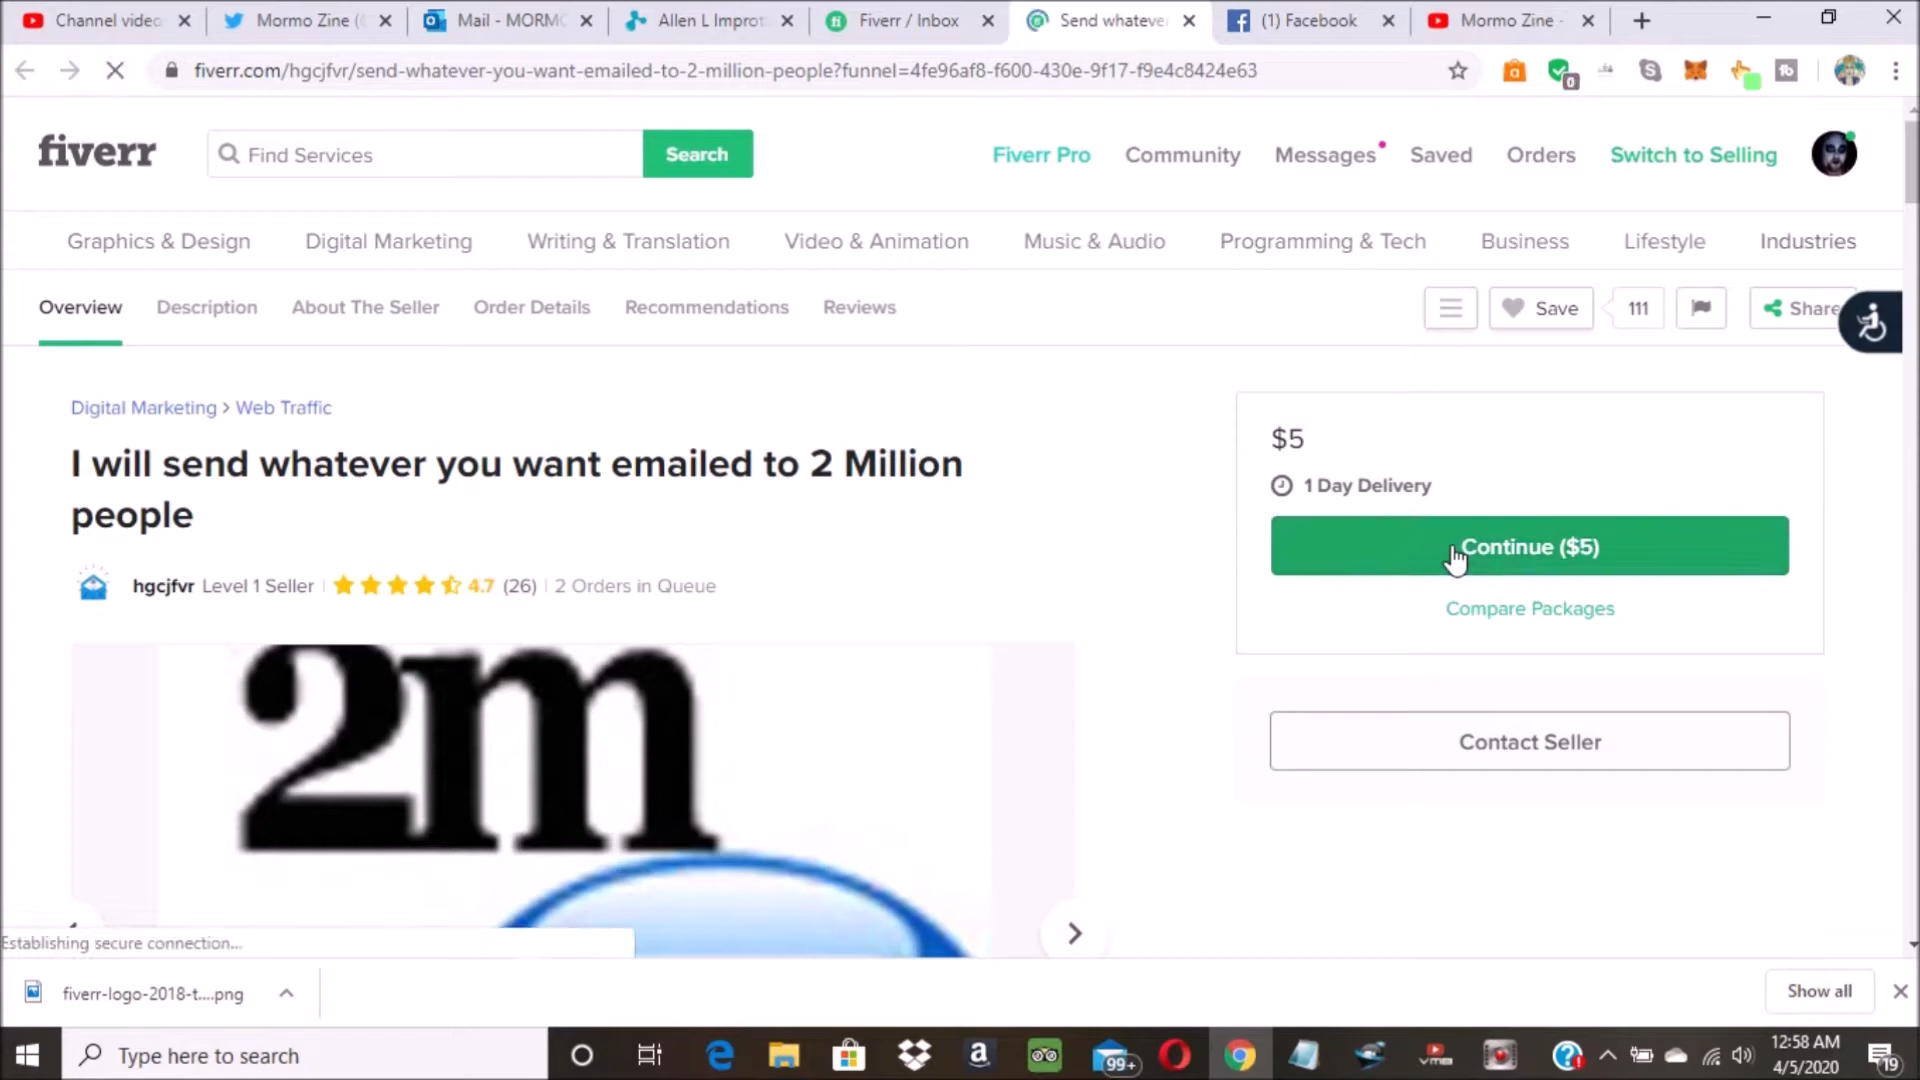 Channel video
Mormo Zine (
Mail - MORMO
Allen L Improt
Fiverr / Inbox
Send whatever
(1) Facebook
Mormo Zine -
fiverr.com/hgcjfvr/send-whatever-you-want-emailed-to-2-million-people?funnel=4fe96af8-f600-430e-9f17-f9e4c8424e63
fiverr
Find Services
Search
Fiverr Pro
Community
Messages
Saved
Orders
Switch to Selling
Graphics & Design
Digital Marketing
Writing & Translation
Video & Animation
Music & Audio
Programming & Tech
Business
Lifestyle
Industries
Overview
Description
About The Seller
Order Details
Recommendations
Reviews
Save
111
Share
Digital Marketing > Web Traffic
I will send whatever you want emailed to 2 Million
people
hgcjfvr Level 1 Seller 4.7 (26) 2 Orders in Queue
$5
1 Day Delivery
Continue ($5)
Compare Packages
Contact Seller
2m
Establishing secure connection...
fiverr-logo-2018-t....png
Show all
Type here to search
99+
12:58 AM
4/5/2020
19